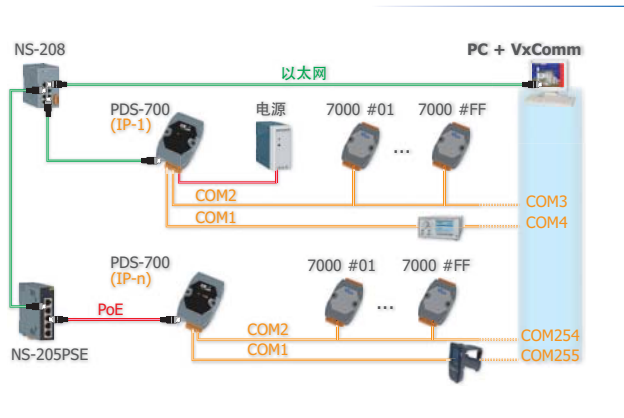 NS-208
PC + VxComm
以太网
PDS-700
(IP-1)
电源
7000 #01
7000 #FF
...
COM2
COM3
COM1
COM4
PDS-700
(IP-n)
7000 #01
7000 #FF
...
PoE
COM2
COM254
COM1
COM255
NS-205PSE